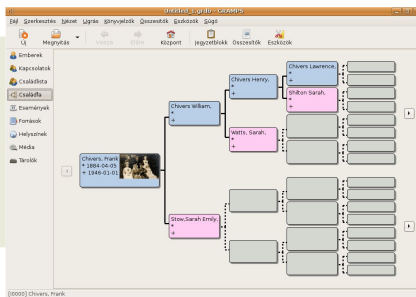 Untitled_1.grdb - GRAMPS
Fájl Szerkesztés Nézet Ugrás Könyvjelzők Összesítők Eszközök Súgó
Új Megnyitás Vissza Előre Központ Jegyzetblokk Összesítők Eszközök
Emberek
Kapcsolatok
Családlista
Családfa
Események
Források
Helyszínek
Média
Tárolók
Chivers, Frank
* 1884-04-05
+ 1946-01-01
Chivers William,
*
+
Stow,Sarah Emily,
*
+
Chivers Henry,
*
+
Watts, Sarah,
*
+
Chivers Lawrence,
*
+
Shilton Sarah,
*
+
[I0000] Chivers, Frank